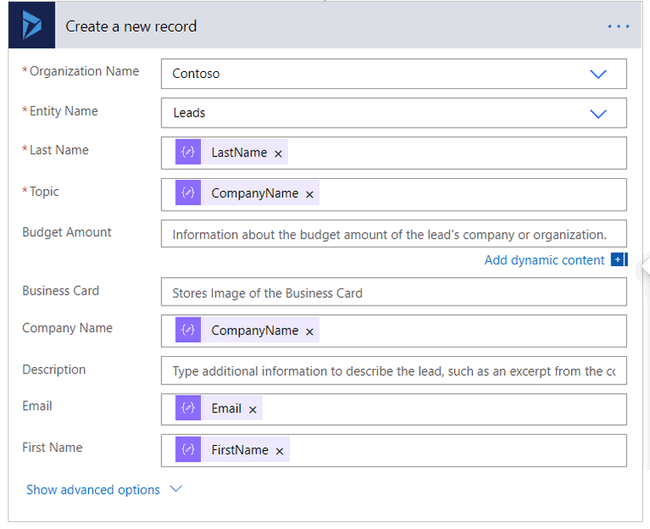 Create a new record
* Organization Name Contoso
* Entity Name Leads
* Last Name LastName ×
* Topic CompanyName ×
Budget Amount Information about the budget amount of the lead's company or organization.
Add dynamic content
Business Card Stores Image of the Business Card
Company Name CompanyName ×
Description Type additional information to describe the lead, such as an excerpt from the cc
Email Email ×
First Name FirstName ×
Show advanced options